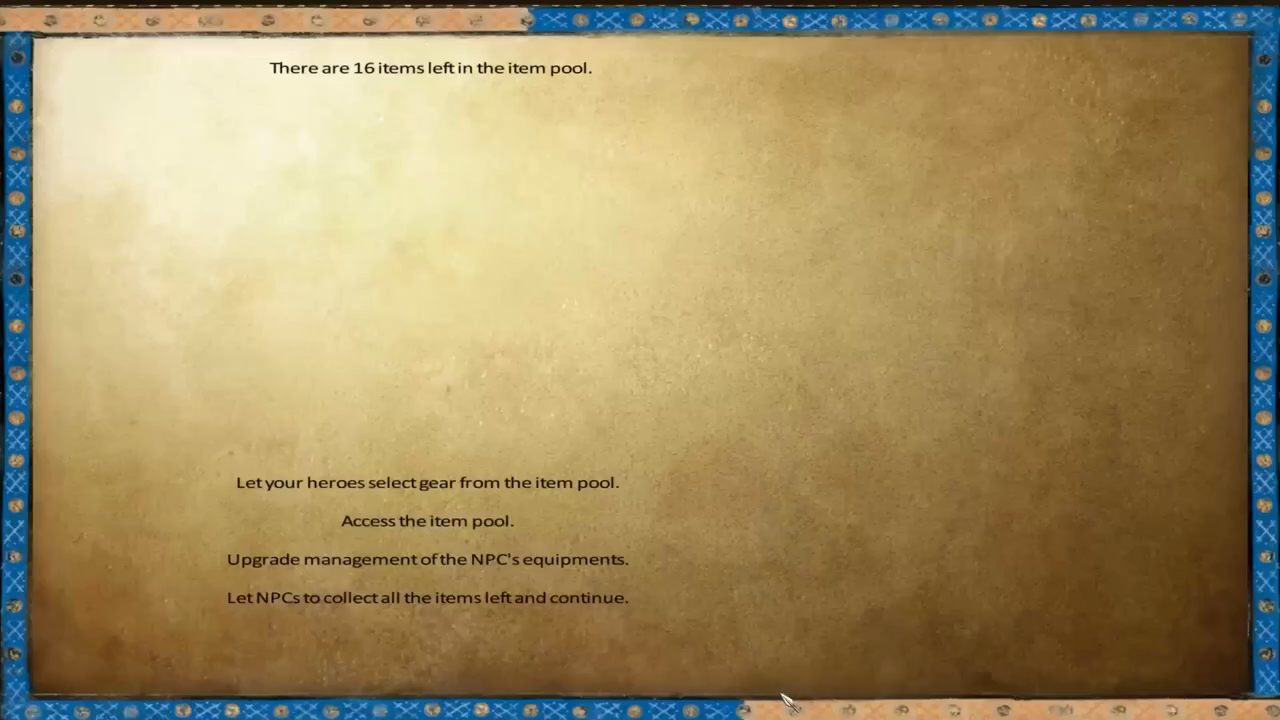 There are 16 items left in the item pool.
Let your heroes select gear from the item pool.
Access the item pool.
Upgrade management of the NPC's equipments.
Let NPCs to collect all the items left and continue.